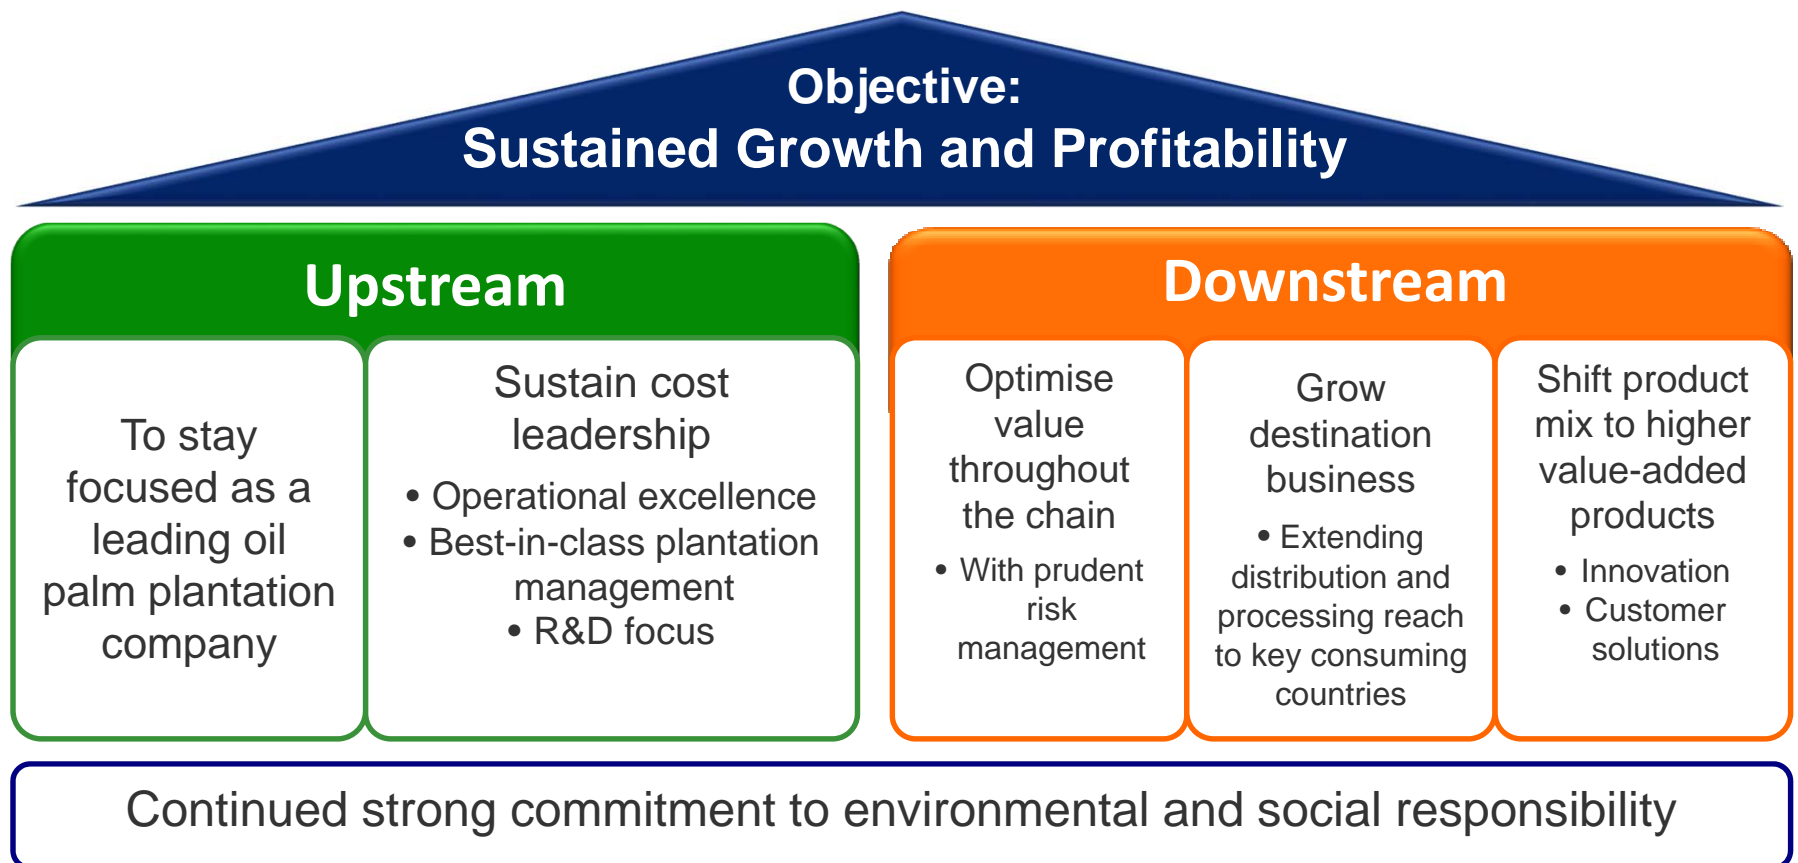 Objective:
Sustained Growth and Profitability
Upstream
To stay
focused as a
leading oil
palm plantation
company
Sustain cost
leadership
• Operational excellence
• Best-in-class plantation
management
• R&D focus
Downstream
Optimise
value
throughout
the chain
• With prudent
risk
management
Grow
destination
business
• Extending
distribution and
processing reach
to key consuming
countries
Shift product
mix to higher
value-added
products
• Innovation
• Customer
solutions
Continued strong commitment to environmental and social responsibility